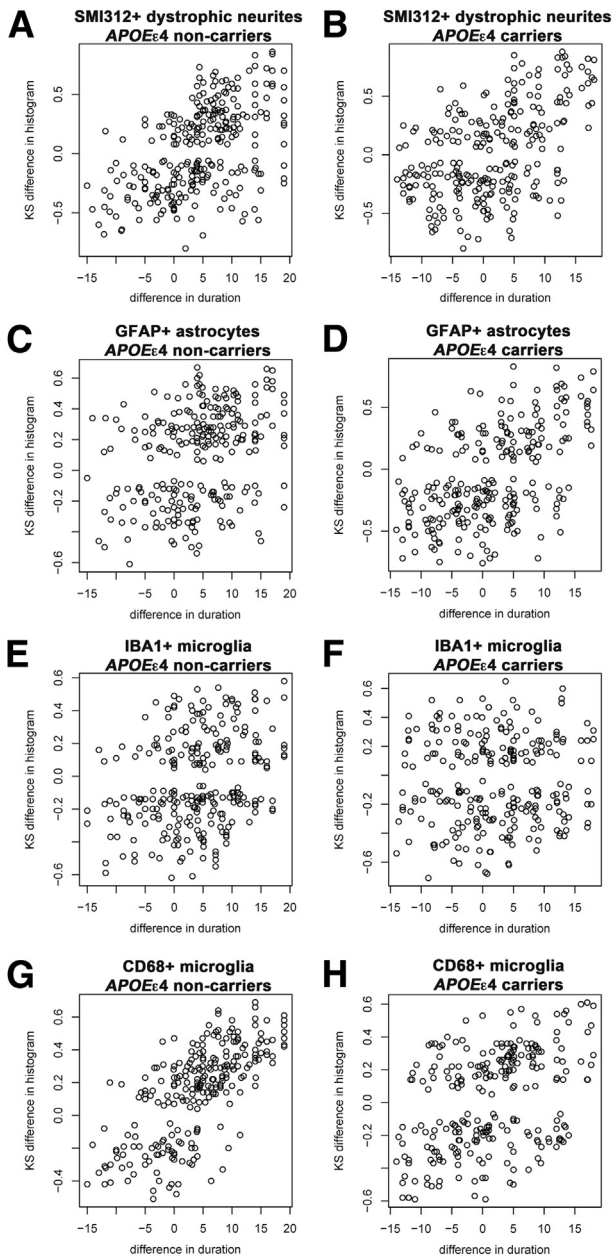 A
SMI312+ dystrophic neurites
APOEε4 non-carriers
KS difference in histogram
0.5
0.0
−0.5
−15
−5
0
5
10
15
20
difference in duration
B
SMI312+ dystrophic neurites
APOEε4 carriers
KS difference in histogram
0.5
0.0
−0.5
−15
−10
−5
0
5
10
15
difference in duration
C
GFAP+ astrocytes
APOEε4 non-carriers
KS difference in histogram
0.6
0.4
0.2
0.0
−0.2
−0.6
−15
−5
0
5
10
15
20
difference in duration
D
GFAP+ astrocytes
APOEε4 carriers
KS difference in histogram
0.5
0.0
−0.5
−15
−10
−5
0
5
10
15
difference in duration
E
IBA1+ microglia
APOEε4 non-carriers
KS difference in histogram
0.6
0.4
0.2
0.0
−0.2
−0.6
−15
−5
0
5
10
15
20
difference in duration
F
IBA1+ microglia
APOEε4 carriers
KS difference in histogram
0.6
0.4
0.2
−0.2
−0.6
−15
−10
−5
0
5
10
15
difference in duration
G
CD68+ microglia
APOEε4 non-carriers
KS difference in histogram
0.6
0.4
0.2
0.0
−0.4
−15
−5
0
5
10
15
20
difference in duration
H
CD68+ microglia
APOEε4 carriers
KS difference in histogram
0.6
0.4
0.2
−0.2
−0.6
−15
−10
−5
0
5
10
15
difference in duration